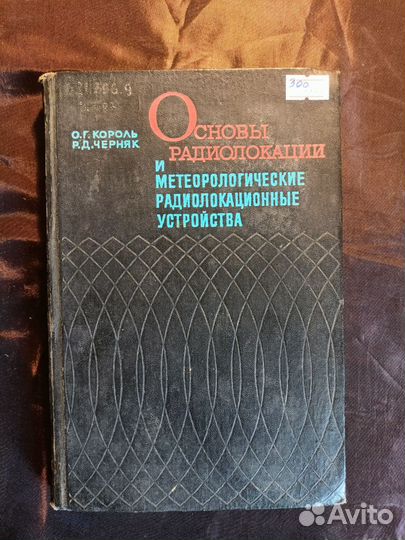 300
О.Г. КОРОЛЬ
Р.Д. ЧЕРНЯК
ОСНОВЫ
РАДИОЛОКАЦИИ
И
МЕТЕОРОЛОГИЧЕСКИЕ
РАДИОЛОКАЦИОННЫЕ
УСТРОЙСТВА
Avito